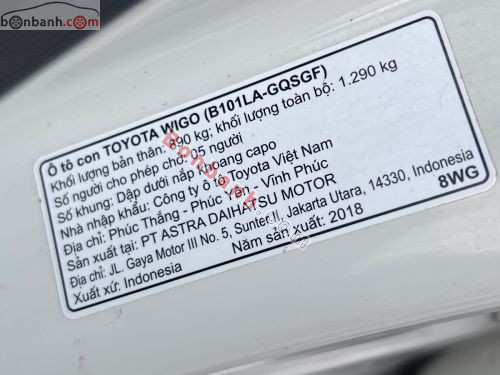 bonbanh.com
Ô tô con TOYOTA WIGO (B101LA-GQSGF)
Khối lượng bản thân: 890 kg; khối lượng toàn bộ: 1.290 kg
Số người cho phép chở: 05 người
Số khung: Dập dưới nắp khoang capo
Nhà nhập khẩu: Công ty ô tô Toyota Việt Nam
Địa chỉ: Phúc Thắng - Phúc Yên - Vĩnh Phúc
Sản xuất tại: PT ASTRA DAIHATSU MOTOR
Địa chỉ: JL. Gaya Motor III No. 5, Sunter II, Jakarta Utara, 14330, Indonesia
Xuất xứ: Indonesia
Năm sản xuất: 2018
8WG
Bonbanh.com